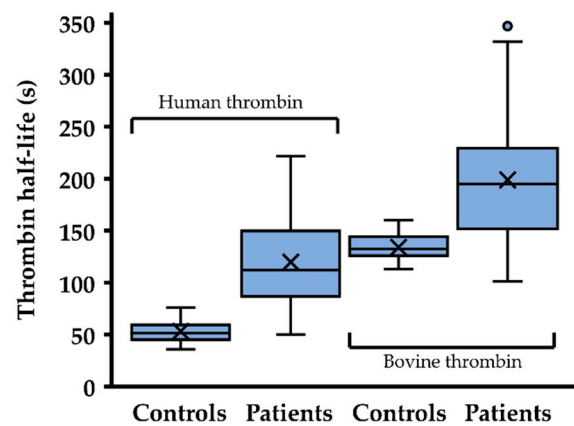 Thrombin half-life (s)
350
300
250
200
150
100
50
0
Human thrombin
Bovine thrombin
Controls Patients Controls Patients